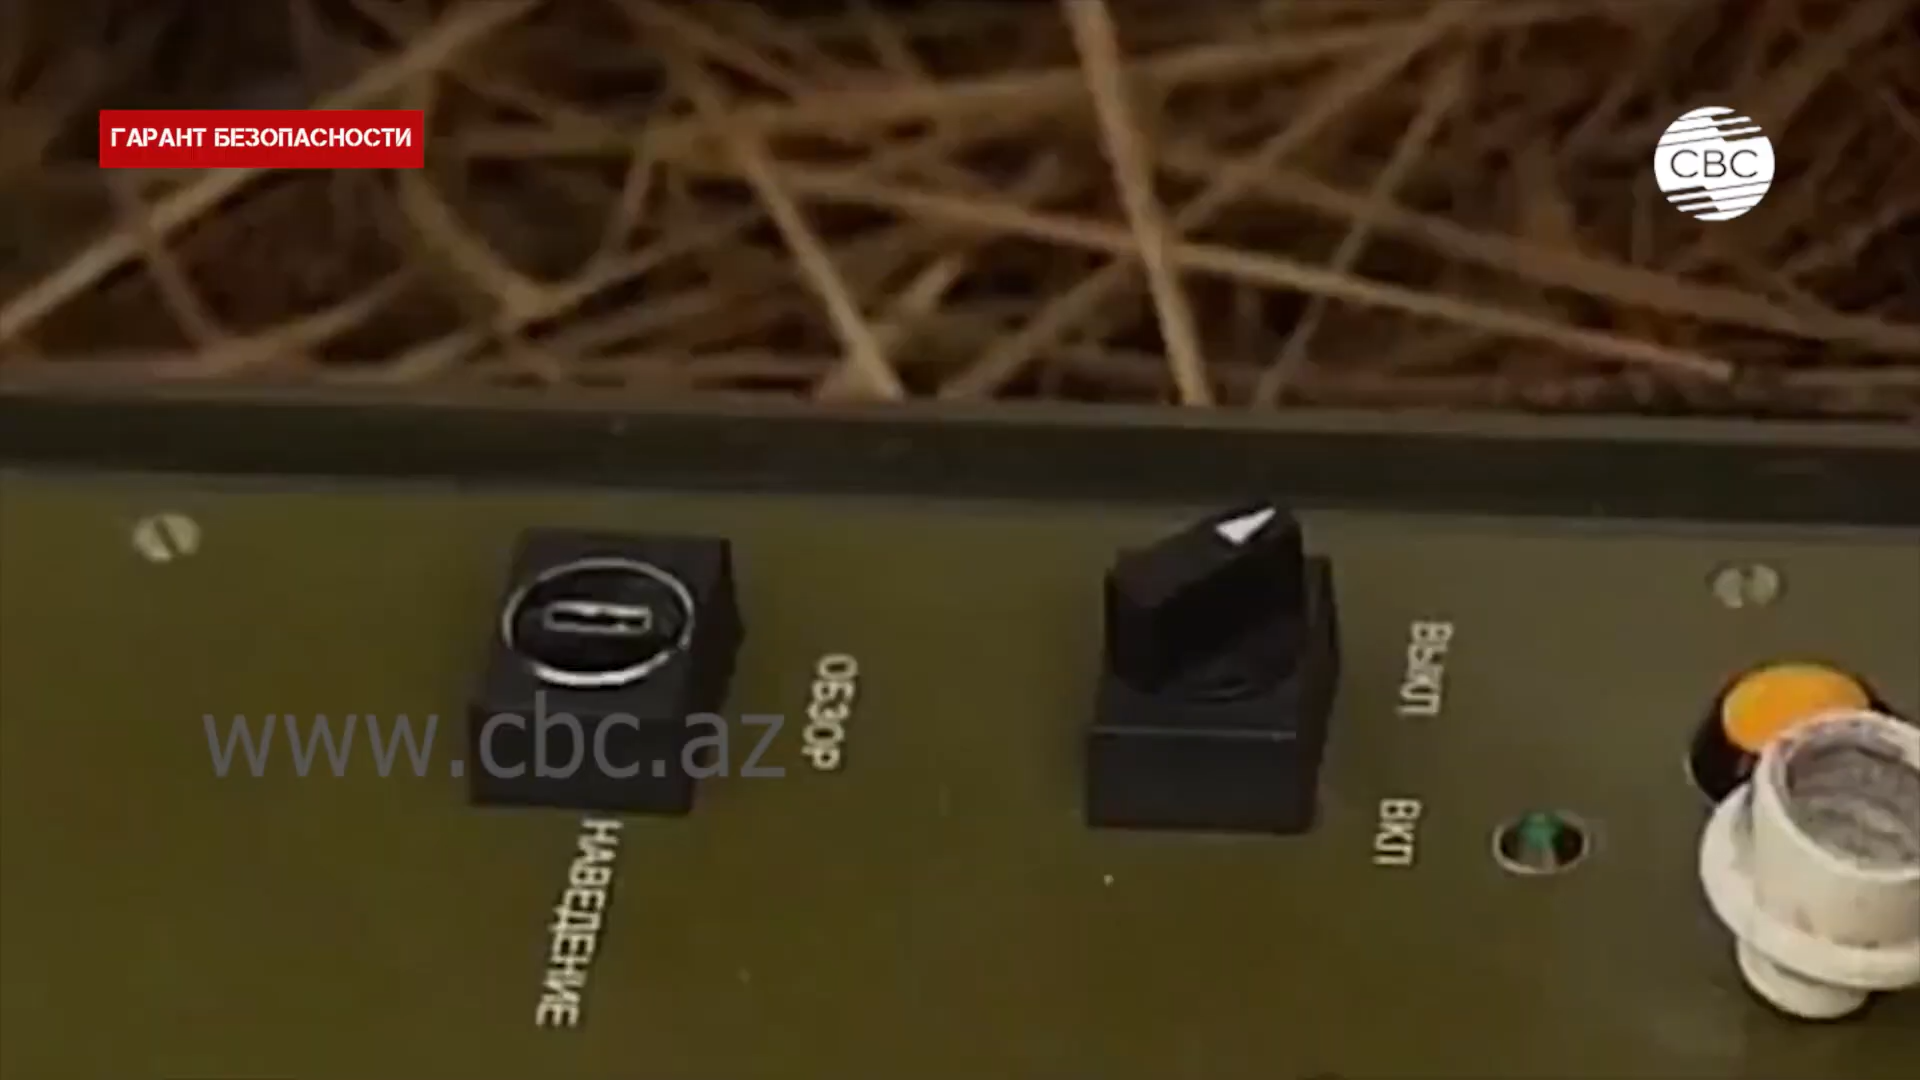 ГАРАНТ БЕЗОПАСНОСТИ
CBC
ОБЗОР
НАВЕДЕНИЕ
ВЫКЛ
ВКЛ
www.cbc.az